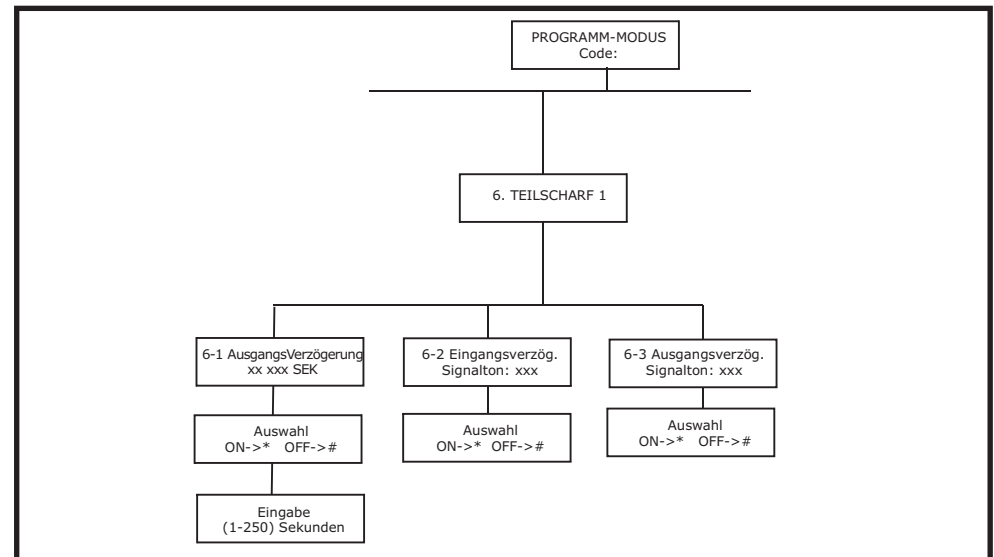 PROGRAMM-MODUS
Code:
6. TEILSCHARF 1
6-1 AusgangsVerzögerung
xx xxx SEK
6-2 Eingangsverzög.
Signalton: xxx
6-3 Ausgangsverzög.
Signalton: xxx
Auswahl
ON->* OFF->#
Auswahl
ON->* OFF->#
Auswahl
ON->* OFF->#
Eingabe
(1-250) Sekunden